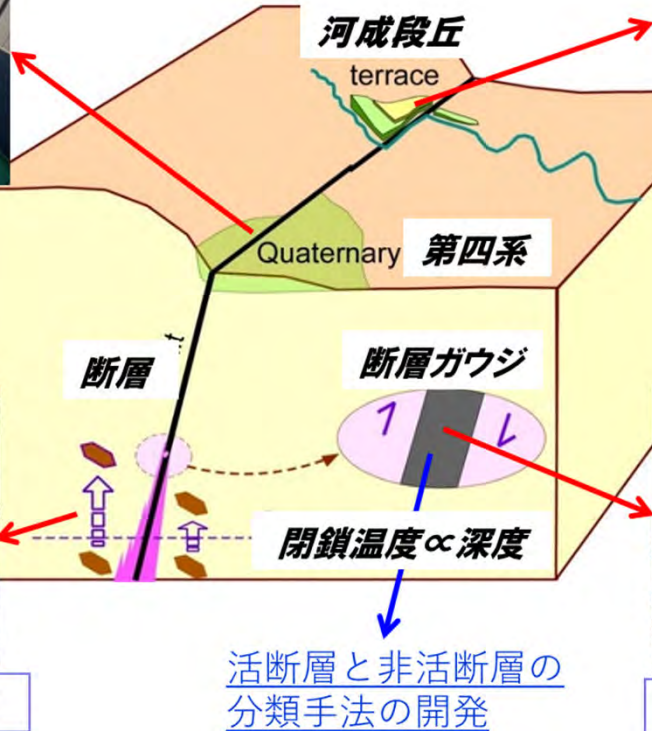 河成段丘
terrace
Quaternary
第四系
断層
断層ガウジ
閉鎖温度∝深度
活断層と非活断層の
分類手法の開発